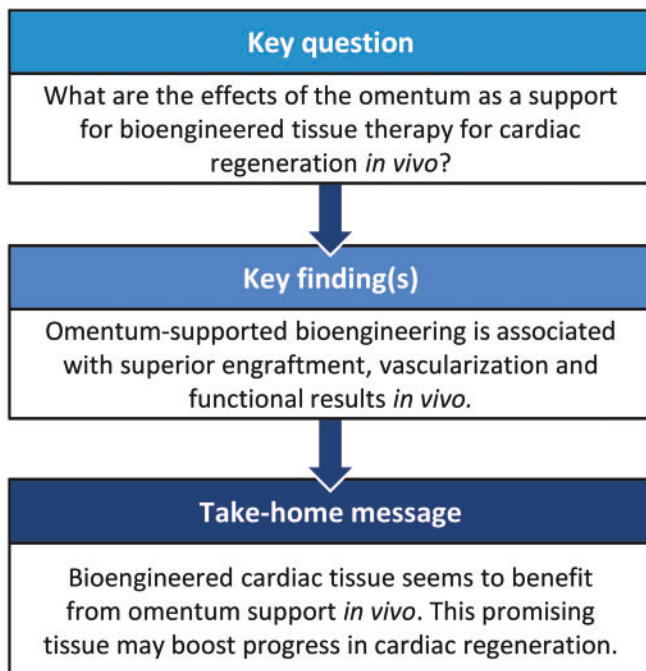 Key question
What are the effects of the omentum as a support
for bioengineered tissue therapy for cardiac
regeneration in vivo?
Key finding(s)
Omentum-supported bioengineering is associated
with superior engraftment, vascularization and
functional results in vivo.
Take-home message
Bioengineered cardiac tissue seems to benefit
from omentum support in vivo. This promising
tissue may boost progress in cardiac regeneration.